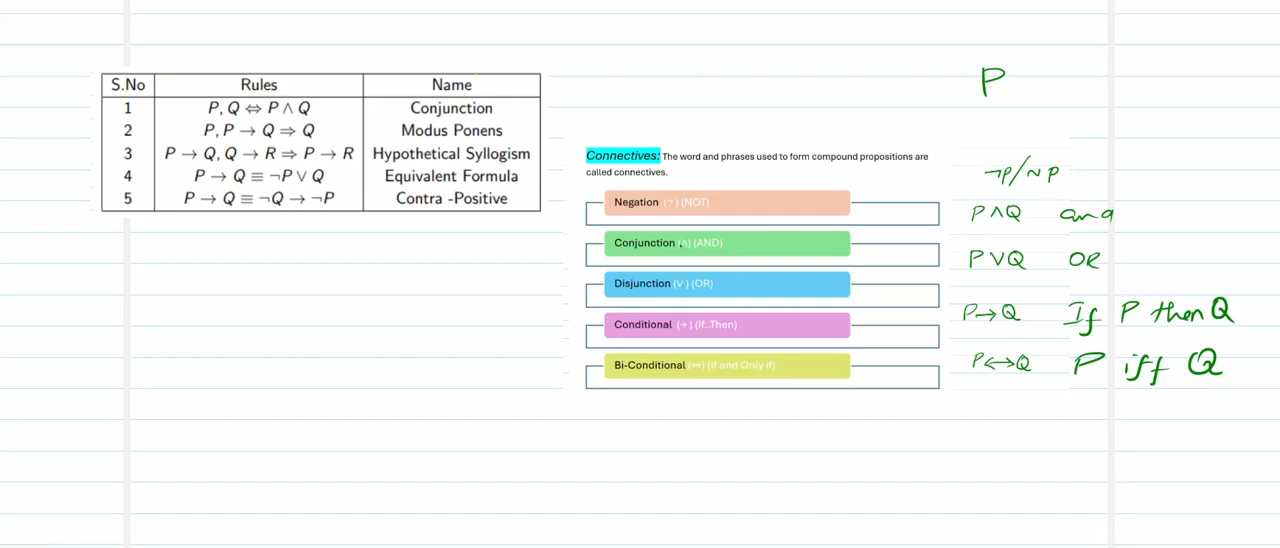 S.No Rules Name
1 P, Q ⇔ P ∧ Q Conjunction
2 P, P → Q ⇒ Q Modus Ponens
3 P → Q, Q → R ⇒ P → R Hypothetical Syllogism
4 P → Q ≡ ¬P ∨ Q Equivalent Formula
5 P → Q ≡ ¬Q → ¬P Contra -Positive
Connectives: The word and phrases used to form compound propositions are
called connectives.
Negation (¬) (NOT)
Conjunction (∧) (AND)
Disjunction (∨) (OR)
Conditional (→) (If..Then)
Bi-Conditional (↔) (If and Only if)
P
¬P/~P
P∧Q and
P∨Q OR
P→Q If P then Q
P↔Q P iff Q